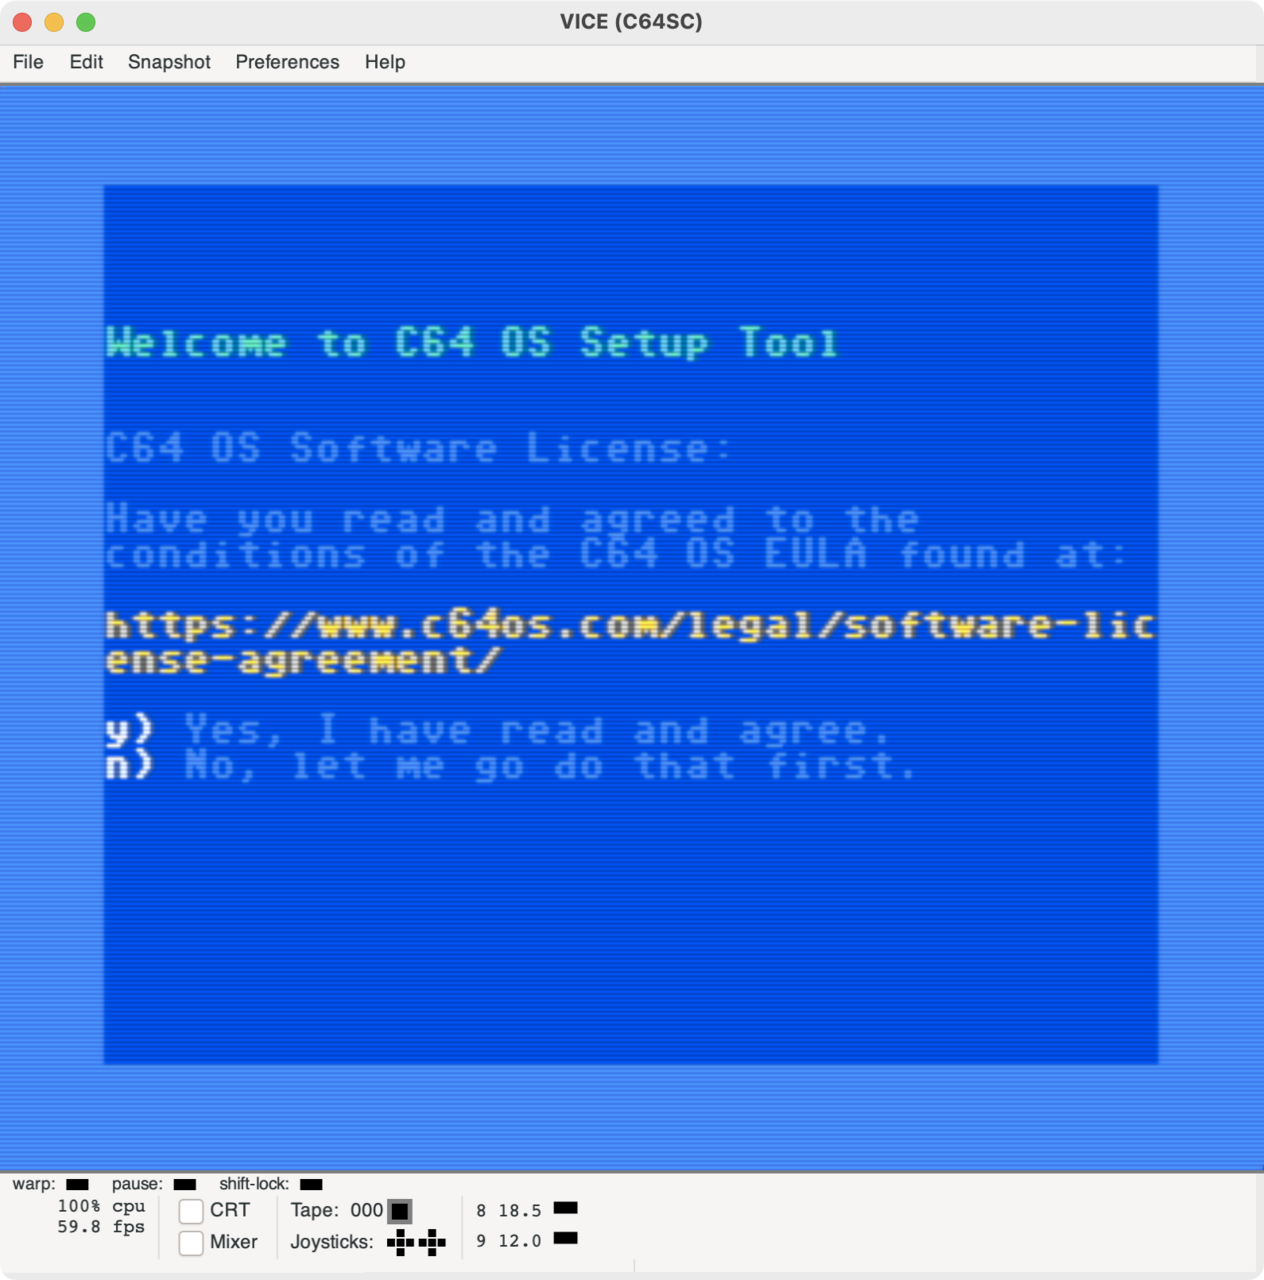 VICE (C64SC)
File Edit Snapshot Preferences Help
Welcome to C64 OS Setup Tool
C64 OS Software License:
Have you read and agreed to the
conditions of the C64 OS EULA found at:
https://www.c64os.com/legal/software-lic
ense-agreement/
y) Yes, I have read and agree.
n) No, let me go do that first.
warp: pause: shift-lock:
100% cpu
59.8 fps
CRT
Mixer
Tape: 000
Joysticks:
8 18.5
9 12.0